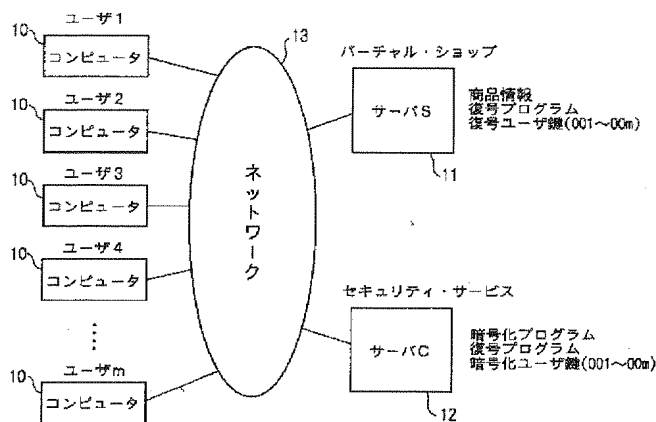 ユーザ1
10
コンピュータ
ユーザ2
10
コンピュータ
ユーザ3
10
コンピュータ
ユーザ4
10
コンピュータ
ユーザm
10
コンピュータ
13
ネットワーク
バーチャル・ショップ
サーバS
11
商品情報
復号プログラム
復号ユーザ鍵(001〜00m)
セキュリティ・サービス
サーバC
12
暗号化プログラム
復号プログラム
暗号化ユーザ鍵(001〜00m)